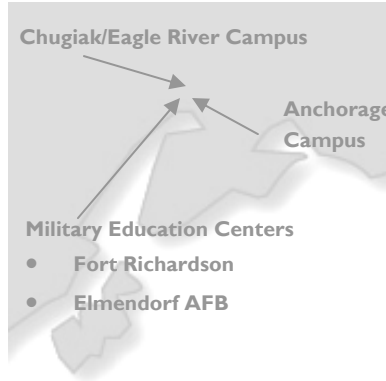 Chugiak/Eagle River Campus
Anchorage
Campus
Military Education Centers
• Fort Richardson
• Elmendorf AFB